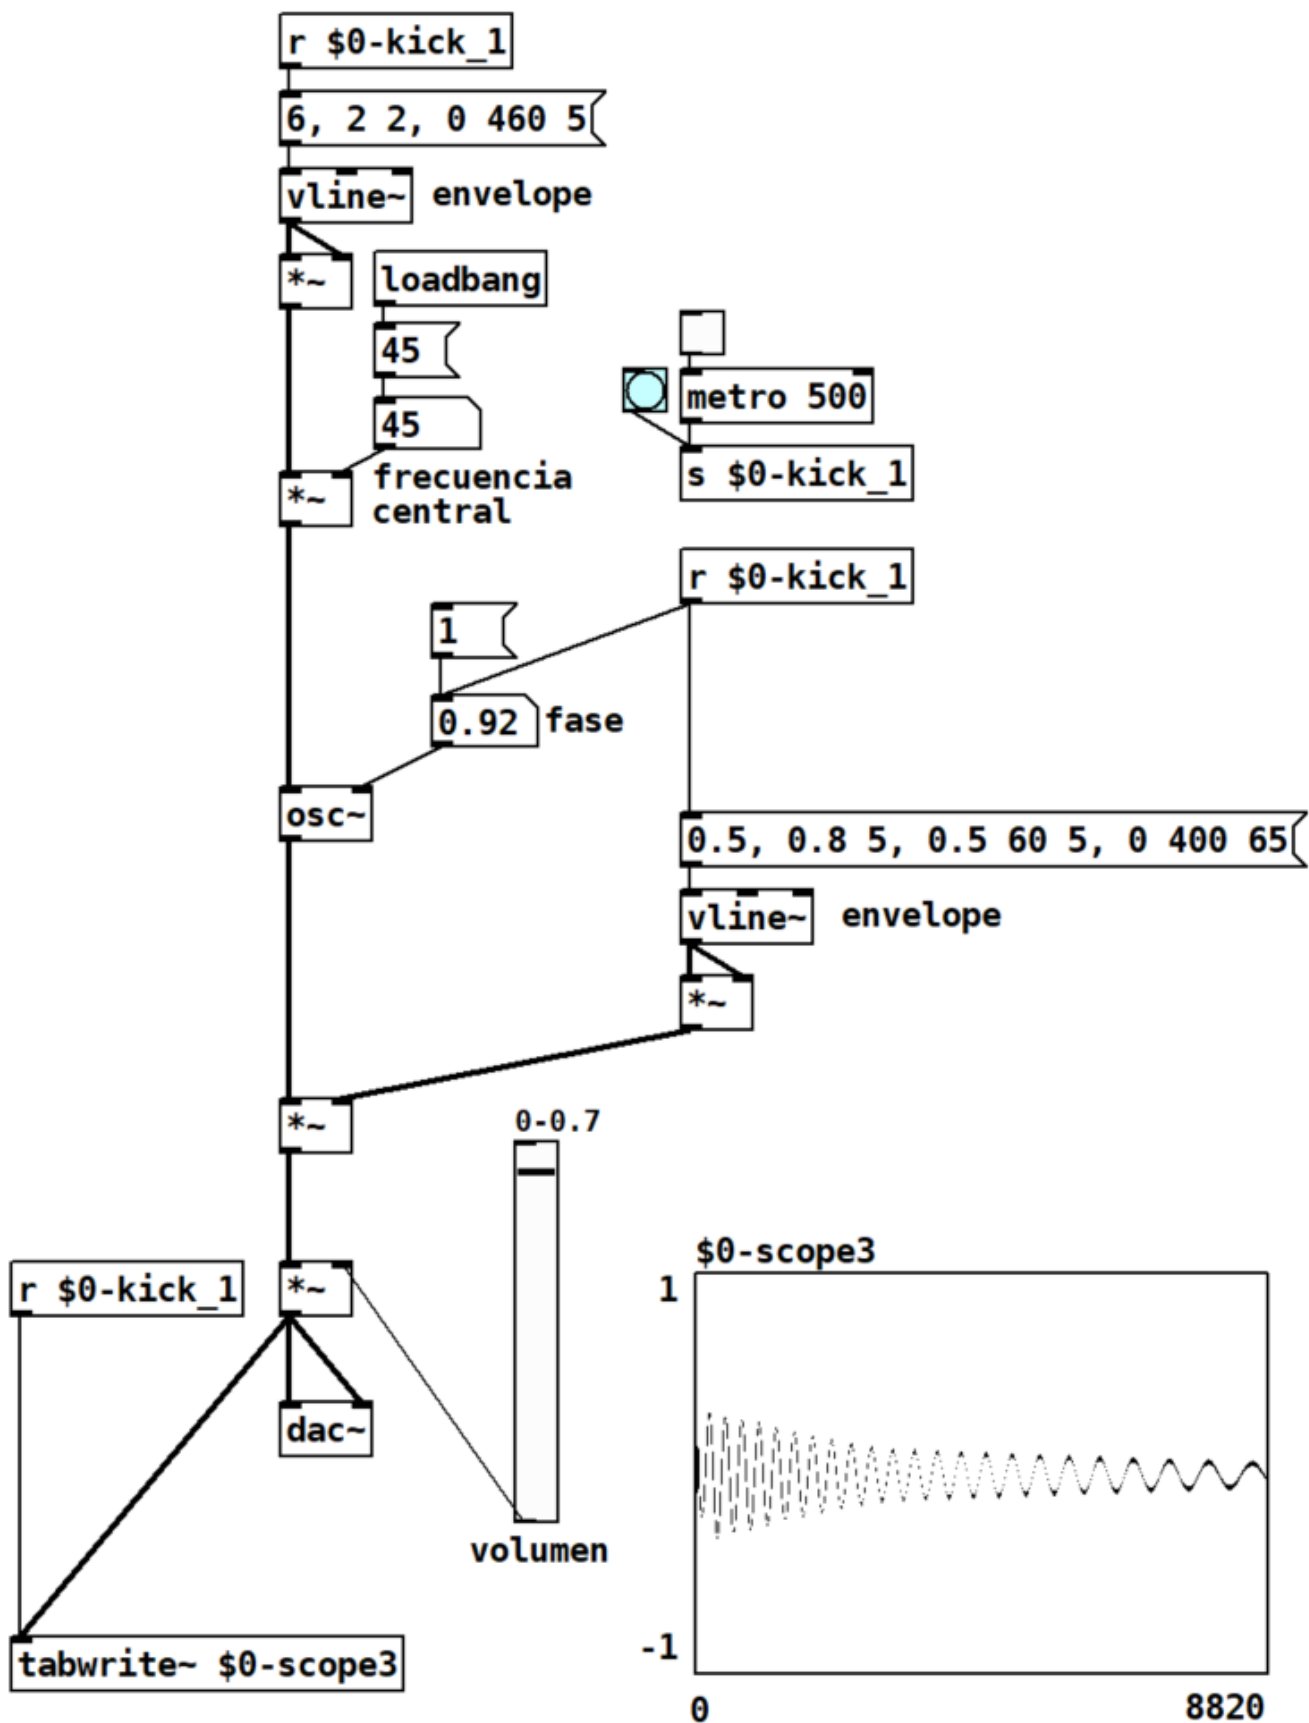 r $0-kick_1
6, 2 2, 0 460 5
vline~
envelope
*~
loadbang
45
45
*~
frecuencia
central
metro 500
s $0-kick_1
r $0-kick_1
1
0.92
fase
osc~
0.5, 0.8 5, 0.5 60 5, 0 400 65
vline~
envelope
*~
*~
0-0.7
volumen
r $0-kick_1
*~
dac~
tabwrite~ $0-scope3
$0-scope3
1
-1
0
8820